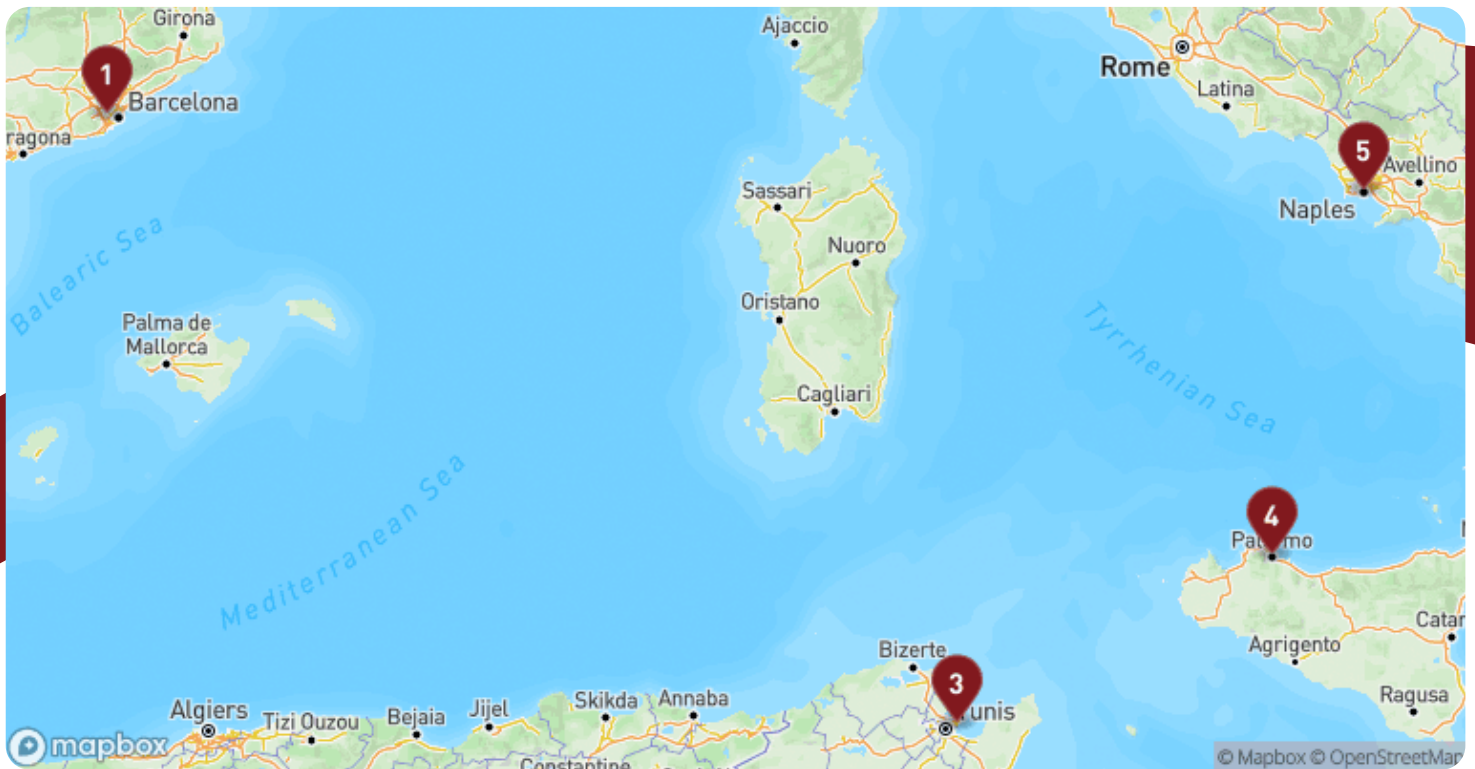 Girona
Ajaccio
Rome
1
Barcelona
Latina
ragona
5
Avellino
Sassari
Naples
Balearic Sea
Nuoro
Oristano
Tyrrhenian Sea
Palma de
Mallorca
Cagliari
Mediterranean Sea
4
Pal mo
Catar
Agrigento
Bizerte
3
unis
Ragusa
Skikda
Annaba
Jijel
Algiers
Tizi Ouzou
Bejaia
mapbox
© Mapbox © OpenStreetMap